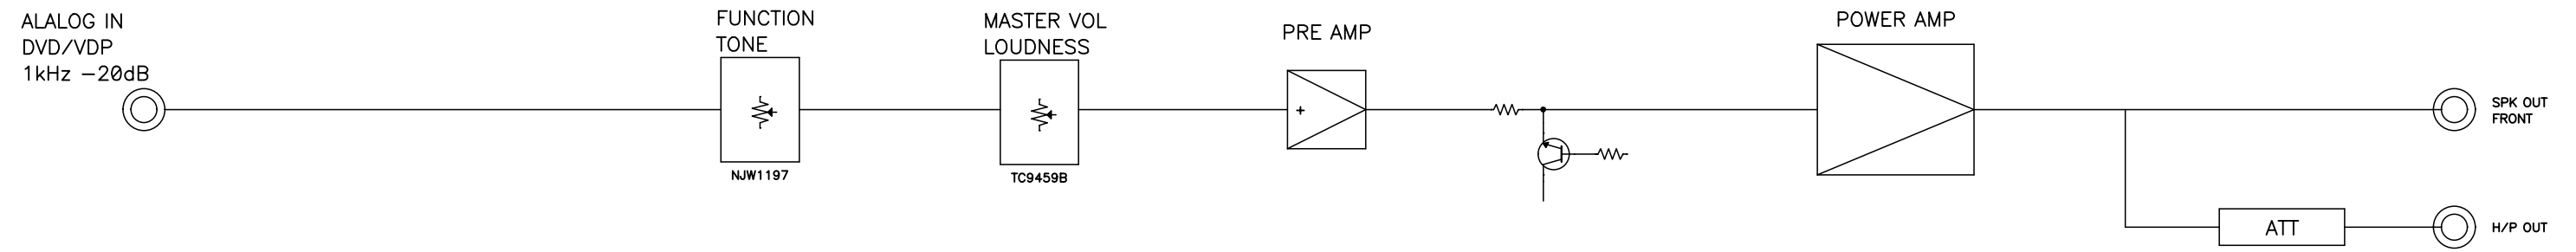 ALALOG IN
DVD/VDP
1kHz -20dB
FUNCTION
TONE
NJW1197
MASTER VOL
LOUDNESS
TC9459B
PRE AMP
+
POWER AMP
SPK OUT
FRONT
ATT
H/P OUT